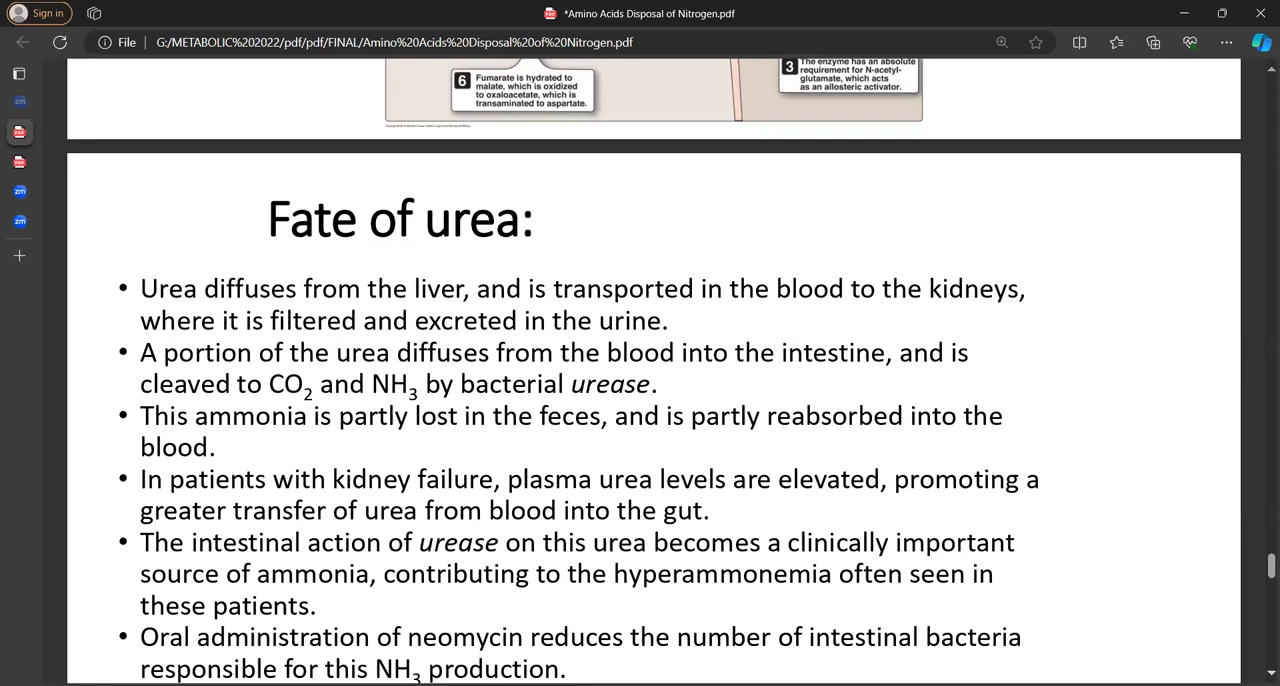 Sign in
*Amino Acids Disposal of Nitrogen.pdf
File
G:/METABOLIC%202022/pdf/pdf/FINAL/Amino%20Acids%20Disposal%20of%20Nitrogen.pdf
6 Fumarate is hydrated to
malate, which is oxidized
to oxaloacetate, which is
transaminated to aspartate.
3 The enzyme has an absolute
requirement for N-acetyl-
glutamate, which acts
as an allosteric activator.
Fate of urea:
• Urea diffuses from the liver, and is transported in the blood to the kidneys,
where it is filtered and excreted in the urine.
• A portion of the urea diffuses from the blood into the intestine, and is
cleaved to CO2 and NH3 by bacterial urease.
• This ammonia is partly lost in the feces, and is partly reabsorbed into the
blood.
• In patients with kidney failure, plasma urea levels are elevated, promoting a
greater transfer of urea from blood into the gut.
• The intestinal action of urease on this urea becomes a clinically important
source of ammonia, contributing to the hyperammonemia often seen in
these patients.
• Oral administration of neomycin reduces the number of intestinal bacteria
responsible for this NH3 production.
PDF
zm